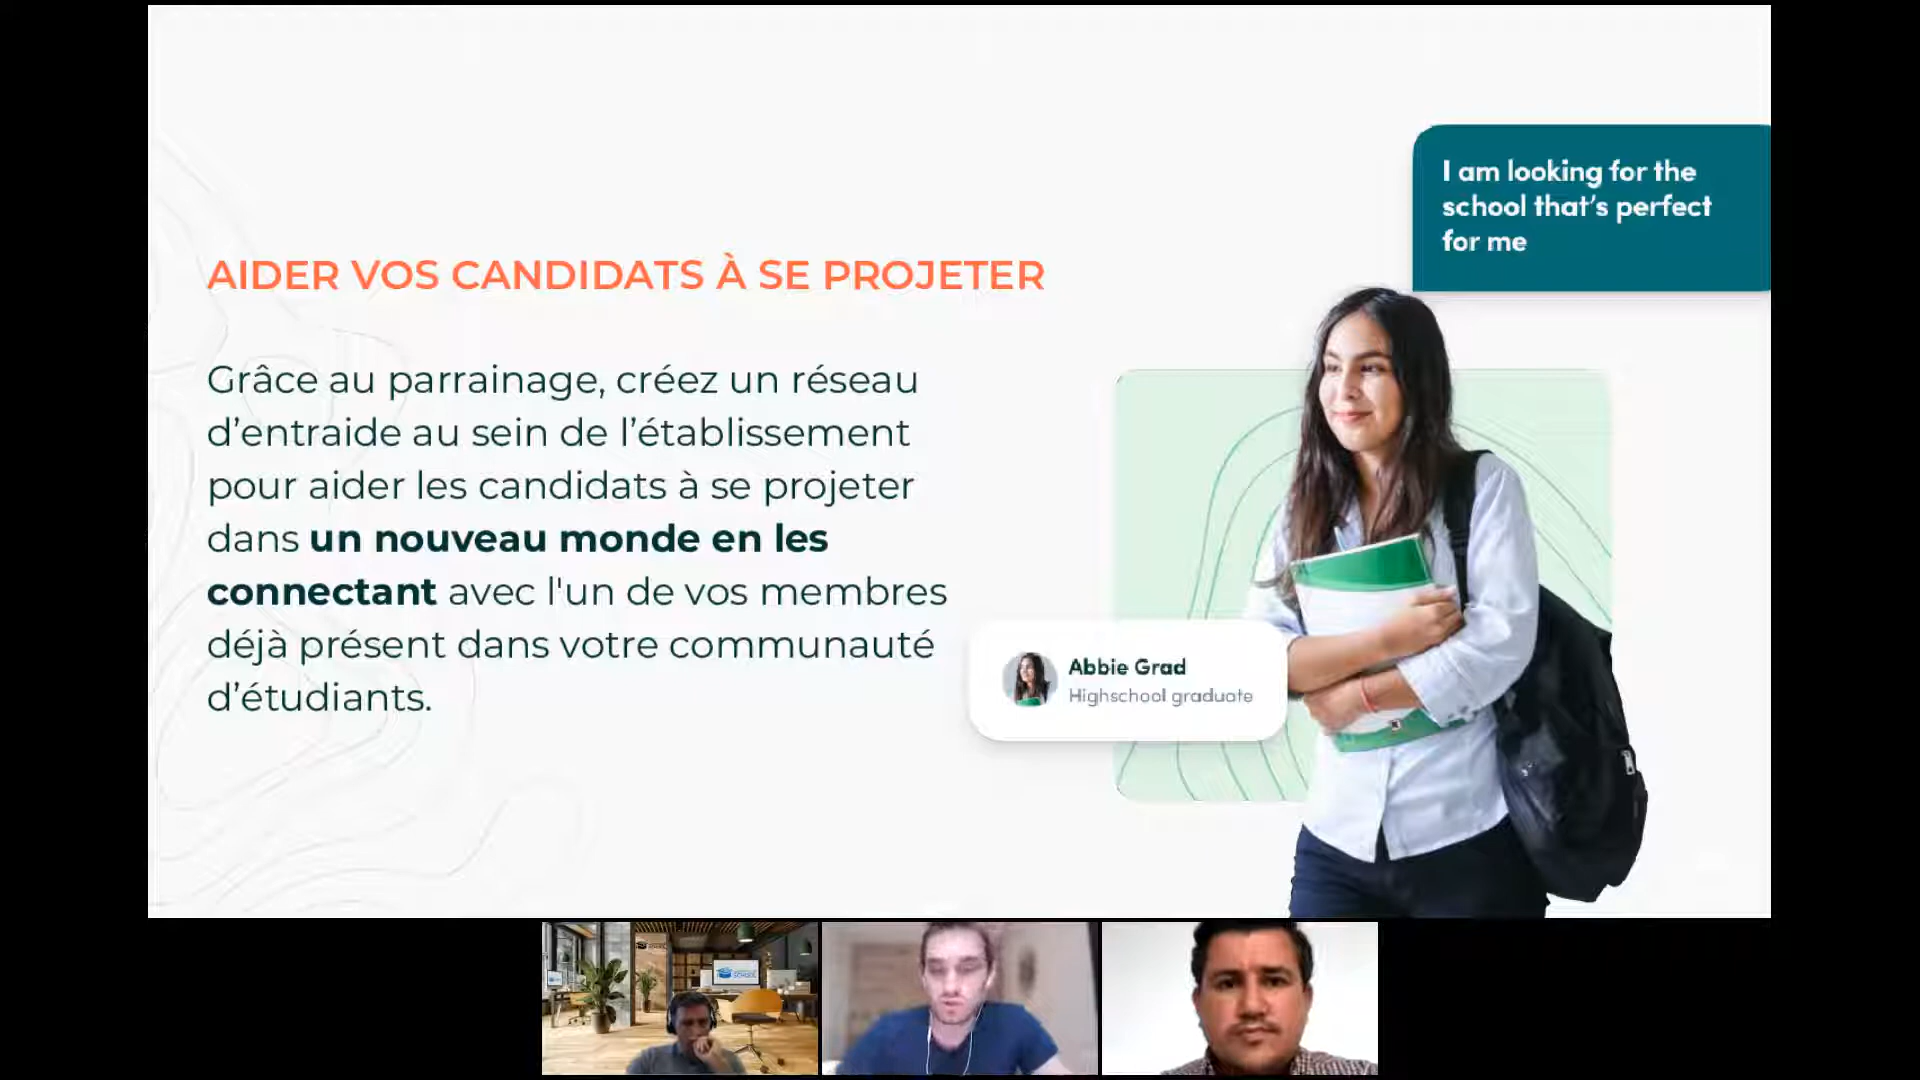 I am looking for the
school that's perfect
for me
AIDER VOS CANDIDATS À SE PROJETER
Grâce au parrainage, créez un réseau
d’entraide au sein de l’établissement
pour aider les candidats à se projeter
dans un nouveau monde en les
connectant avec l'un de vos membres
déjà présent dans votre communauté
d’étudiants.
Abbie Grad
Highschool graduate
SCHOOL